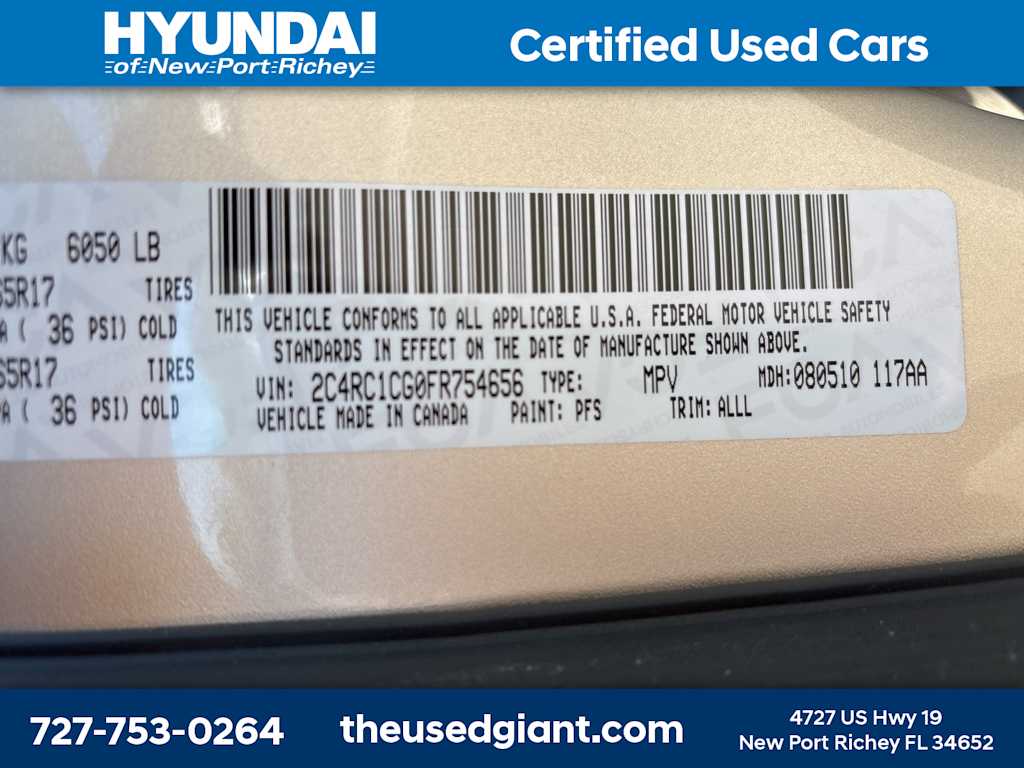 HYUNDAI
of New Port Richey
Certified Used Cars
KG 6050 LB
65R17 TIRES
A ( 36 PSI) COLD
65R17 TIRES
A ( 36 PSI) COLD
THIS VEHICLE CONFORMS TO ALL APPLICABLE U.S.A. FEDERAL MOTOR VEHICLE SAFETY
STANDARDS IN EFFECT ON THE DATE OF MANUFACTURE SHOWN ABOVE.
VIN: 2C4RC1CG0FR754656 TYPE: MPV MDH:080510 117AA
VEHICLE MADE IN CANADA PAINT: PFS TRIM: ALLL
727-753-0264
theusedgiant.com
4727 US Hwy 19
New Port Richey FL 34652